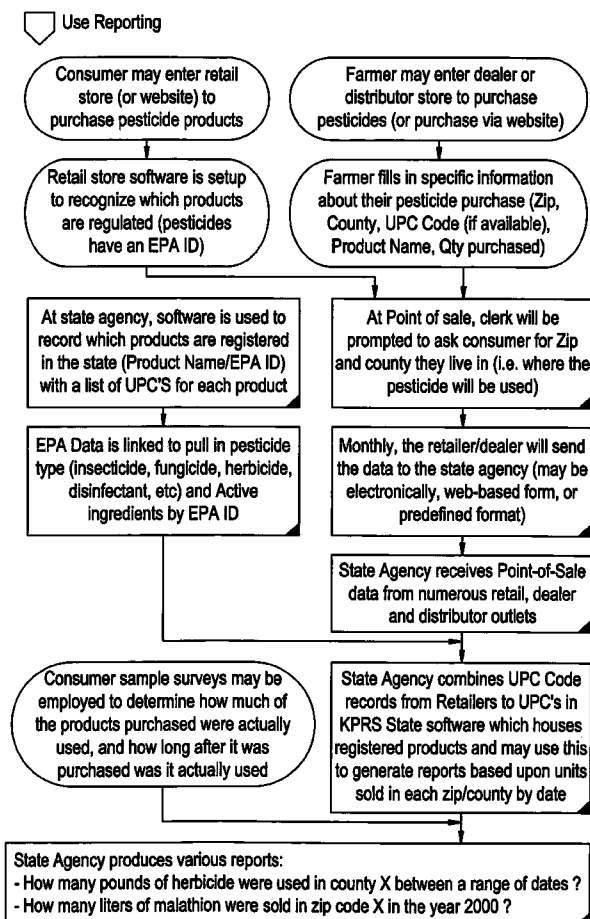 Use Reporting
Consumer may enter retail
store (or website) to
purchase pesticide products
Farmer may enter dealer or
distributor store to purchase
pesticides (or purchase via website)
Retail store software is setup
to recognize which products
are regulated (pesticides
have an EPA ID)
Farmer fills in specific information
about their pesticide purchase (Zip,
County, UPC Code (if available),
Product Name, Qty purchased)
At state agency, software is used to
record which products are registered
in the state (Product Name/EPA ID)
with a list of UPC'S for each product
At Point of sale, clerk will be
prompted to ask consumer for Zip
and county they live in (i.e. where the
pesticide will be used)
EPA Data is linked to pull in pesticide
type (insecticide, fungicide, herbicide,
disinfectant, etc) and Active
ingredients by EPA ID
Monthly, the retailer/dealer will send
the data to the state agency (may be
electronically, web-based form, or
predefined format)
State Agency receives Point-of-Sale
data from numerous retail, dealer
and distributor outlets
Consumer sample surveys may be
employed to determine how much of
the products purchased were actually
used, and how long after it was
purchased was it actually used
State Agency combines UPC Code
records from Retailers to UPC's in
KPRS State software which houses
registered products and may use this
to generate reports based upon units
sold in each zip/county by date
State Agency produces various reports:
- How many pounds of herbicide were used in county X between a range of dates ?
- How many liters of malathion were sold in zip code X in the year 2000 ?